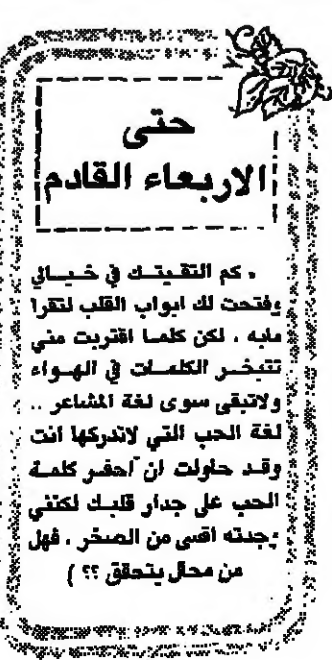 حتى
الاربعاء القادم
• كم التقيتك في خيالي
وفتحت لك ابواب القلب لتقرا
مابه ، لكن كلما اقتربت مني
تتبخر الكلمات في الهواء
ولاتبقى سوى لغة المشاعر ..
لغة الحب التي لاتدركها انت
وقد حاولت ان احفر كلمة
الحب على جدار قلبك لكنني
وجدته اقسى من الصخر ، فهل
من محال يتحقق ؟؟ )